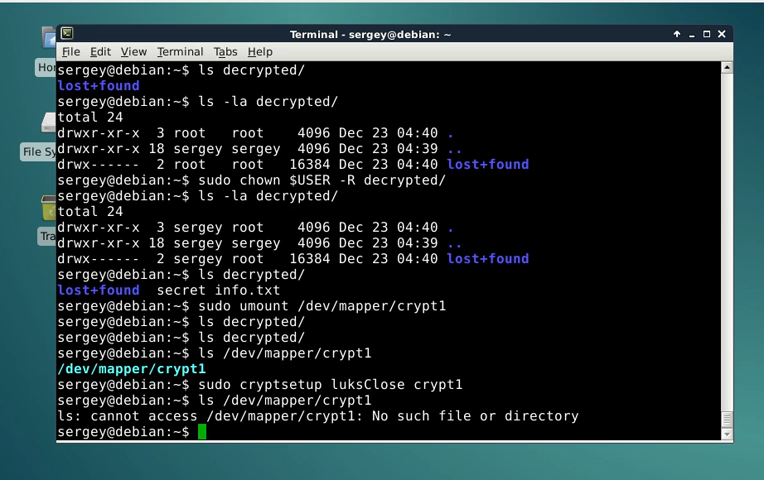 Terminal - sergey@debian: ~
File Edit View Terminal Tabs Help
sergey@debian:~$ ls decrypted/
lost+found
sergey@debian:~$ ls -la decrypted/
total 24
drwxr-xr-x 3 root root 4096 Dec 23 04:40 .
drwxr-xr-x 18 sergey sergey 4096 Dec 23 04:39 ..
drwx------ 2 root root 16384 Dec 23 04:40 lost+found
sergey@debian:~$ sudo chown $USER -R decrypted/
sergey@debian:~$ ls -la decrypted/
total 24
drwxr-xr-x 3 sergey root 4096 Dec 23 04:40 .
drwxr-xr-x 18 sergey sergey 4096 Dec 23 04:39 ..
drwx------ 2 sergey root 16384 Dec 23 04:40 lost+found
sergey@debian:~$ ls decrypted/
lost+found secret info.txt
sergey@debian:~$ sudo umount /dev/mapper/crypt1
sergey@debian:~$ ls decrypted/
sergey@debian:~$ ls decrypted/
sergey@debian:~$ ls /dev/mapper/crypt1
/dev/mapper/crypt1
sergey@debian:~$ sudo cryptsetup luksClose crypt1
sergey@debian:~$ ls /dev/mapper/crypt1
ls: cannot access /dev/mapper/crypt1: No such file or directory
sergey@debian:~$
Hor
File Sy
Tra